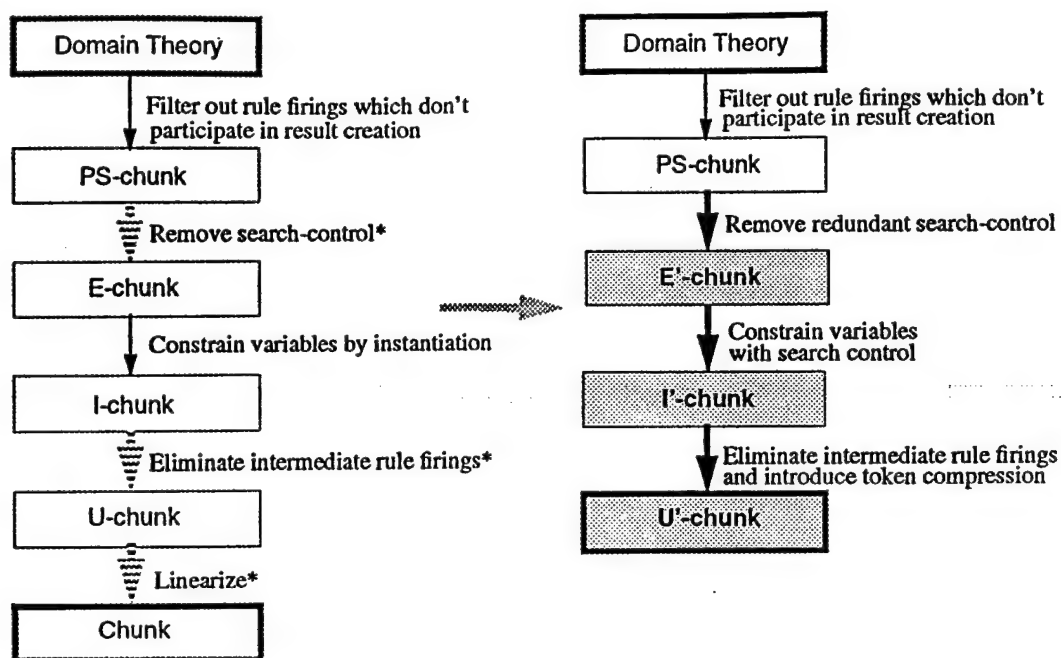 Domain Theory
Filter out rule firings which don't
participate in result creation
PS-chunk
Remove search-control*
E-chunk
Constrain variables by instantiation
I-chunk
Eliminate intermediate rule firings*
U-chunk
Linearize*
Chunk
Domain Theory
Filter out rule firings which don't
participate in result creation
PS-chunk
Remove redundant search-control
E'-chunk
Constrain variables
with search control
I'-chunk
Eliminate intermediate rule firings
and introduce token compression
U'-chunk